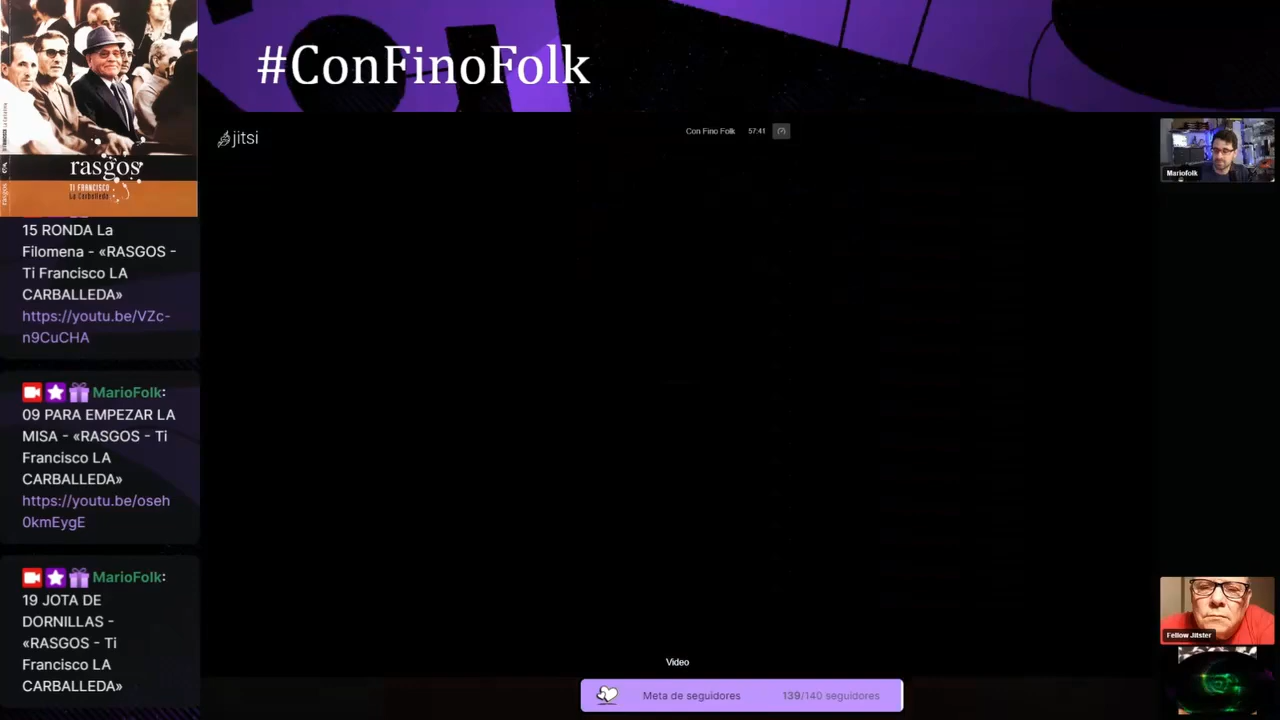 #ConFinoFolk
rasgos
TI FRANCISCO
La Carballeda
rasgos
jitsi
Con Fino Folk 57:41
Mariofolk
15 RONDA La
Filomena - «RASGOS -
Ti Francisco LA
CARBALLEDA»
https://youtu.be/VZc-
n9CuCHA
MarioFolk:
09 PARA EMPEZAR LA
MISA - «RASGOS - Ti
Francisco LA
CARBALLEDA»
https://youtu.be/oseh
0kmEygE
MarioFolk:
19 JOTA DE
DORNILLAS -
«RASGOS - Ti
Francisco LA
CARBALLEDA»
Fellow Jitster
Video
Meta de seguidores 139/140 seguidores